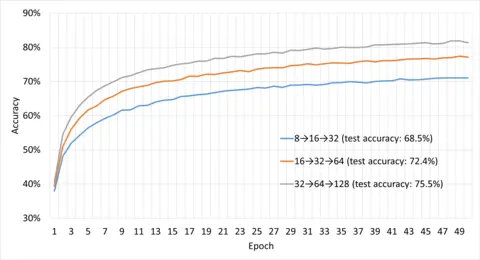 90%
80%
70%
60%
50%
40%
30%
Accuracy
8→16→32 (test accuracy: 68.5%)
16→32→64 (test accuracy: 72.4%)
32→64→128 (test accuracy: 75.5%)
1 3 5 7 9 11 13 15 17 19 21 23 25 27 29 31 33 35 37 39 41 43 45 47 49
Epoch